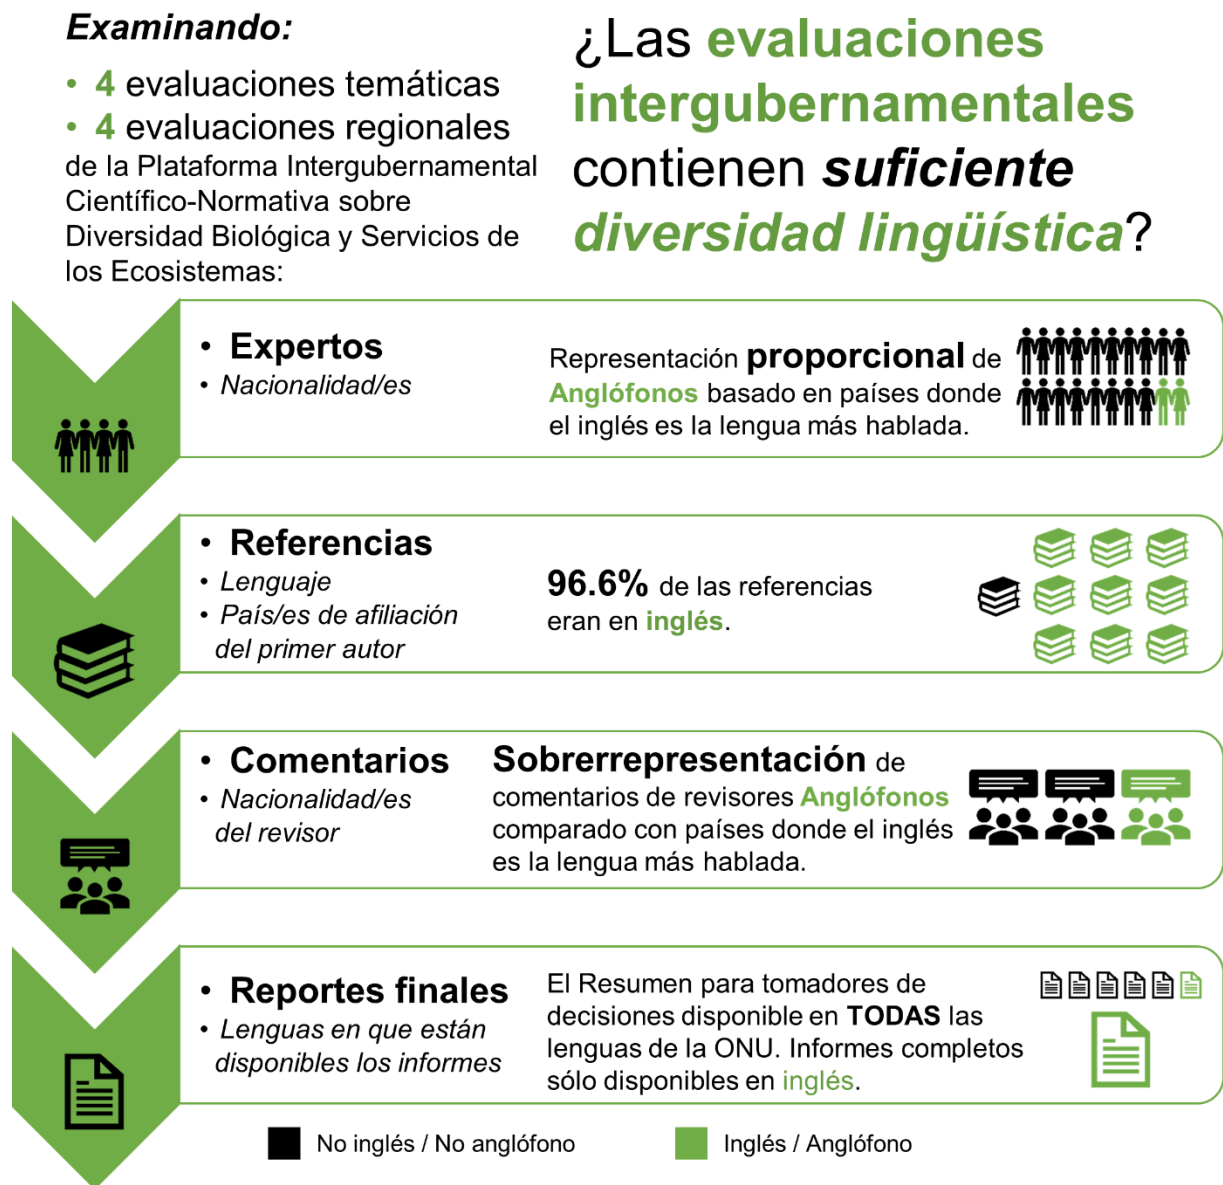 Examinando:
• 4 evaluaciones temáticas
• 4 evaluaciones regionales
de la Plataforma Intergubernamental
Científico-Normativa sobre
Diversidad Biológica y Servicios de
los Ecosistemas:
¿Las evaluaciones
intergubernamentales
contienen suficiente
diversidad lingüística?
• Expertos
• Nacionalidad/es
Representación proporcional de
Anglófonos basado en países donde
el inglés es la lengua más hablada.
• Referencias
• Lenguaje
• País/es de afiliación
del primer autor
96.6% de las referencias
eran en inglés.
• Comentarios
• Nacionalidad/es
del revisor
Sobrerrepresentación de
comentarios de revisores Anglófonos
comparado con países donde el inglés
es la lengua más hablada.
• Reportes finales
• Lenguas en que están
disponibles los informes
El Resumen para tomadores de
decisiones disponible en TODAS las
lenguas de la ONU. Informes completos
sólo disponibles en inglés.
No inglés / No anglófono
Inglés / Anglófono